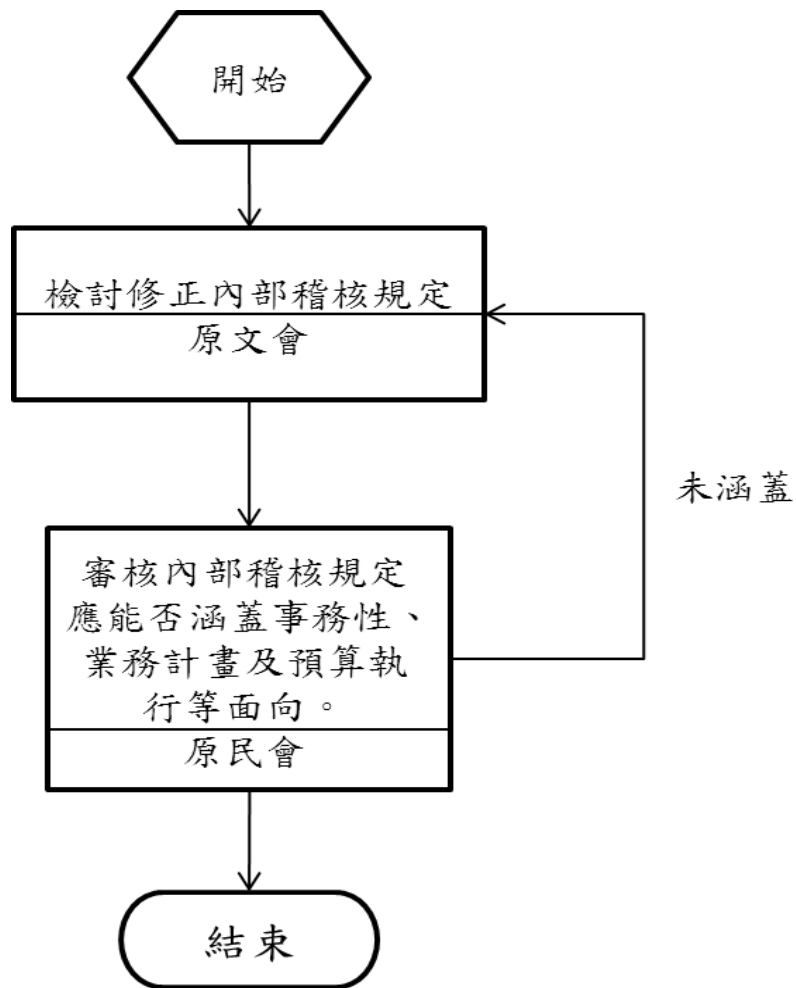 開始
檢討修正內部稽核規定
原文會
未涵蓋
審核內部稽核規定
應能否涵蓋事務性、
業務計畫及預算執
行等面向。
原民會
結束